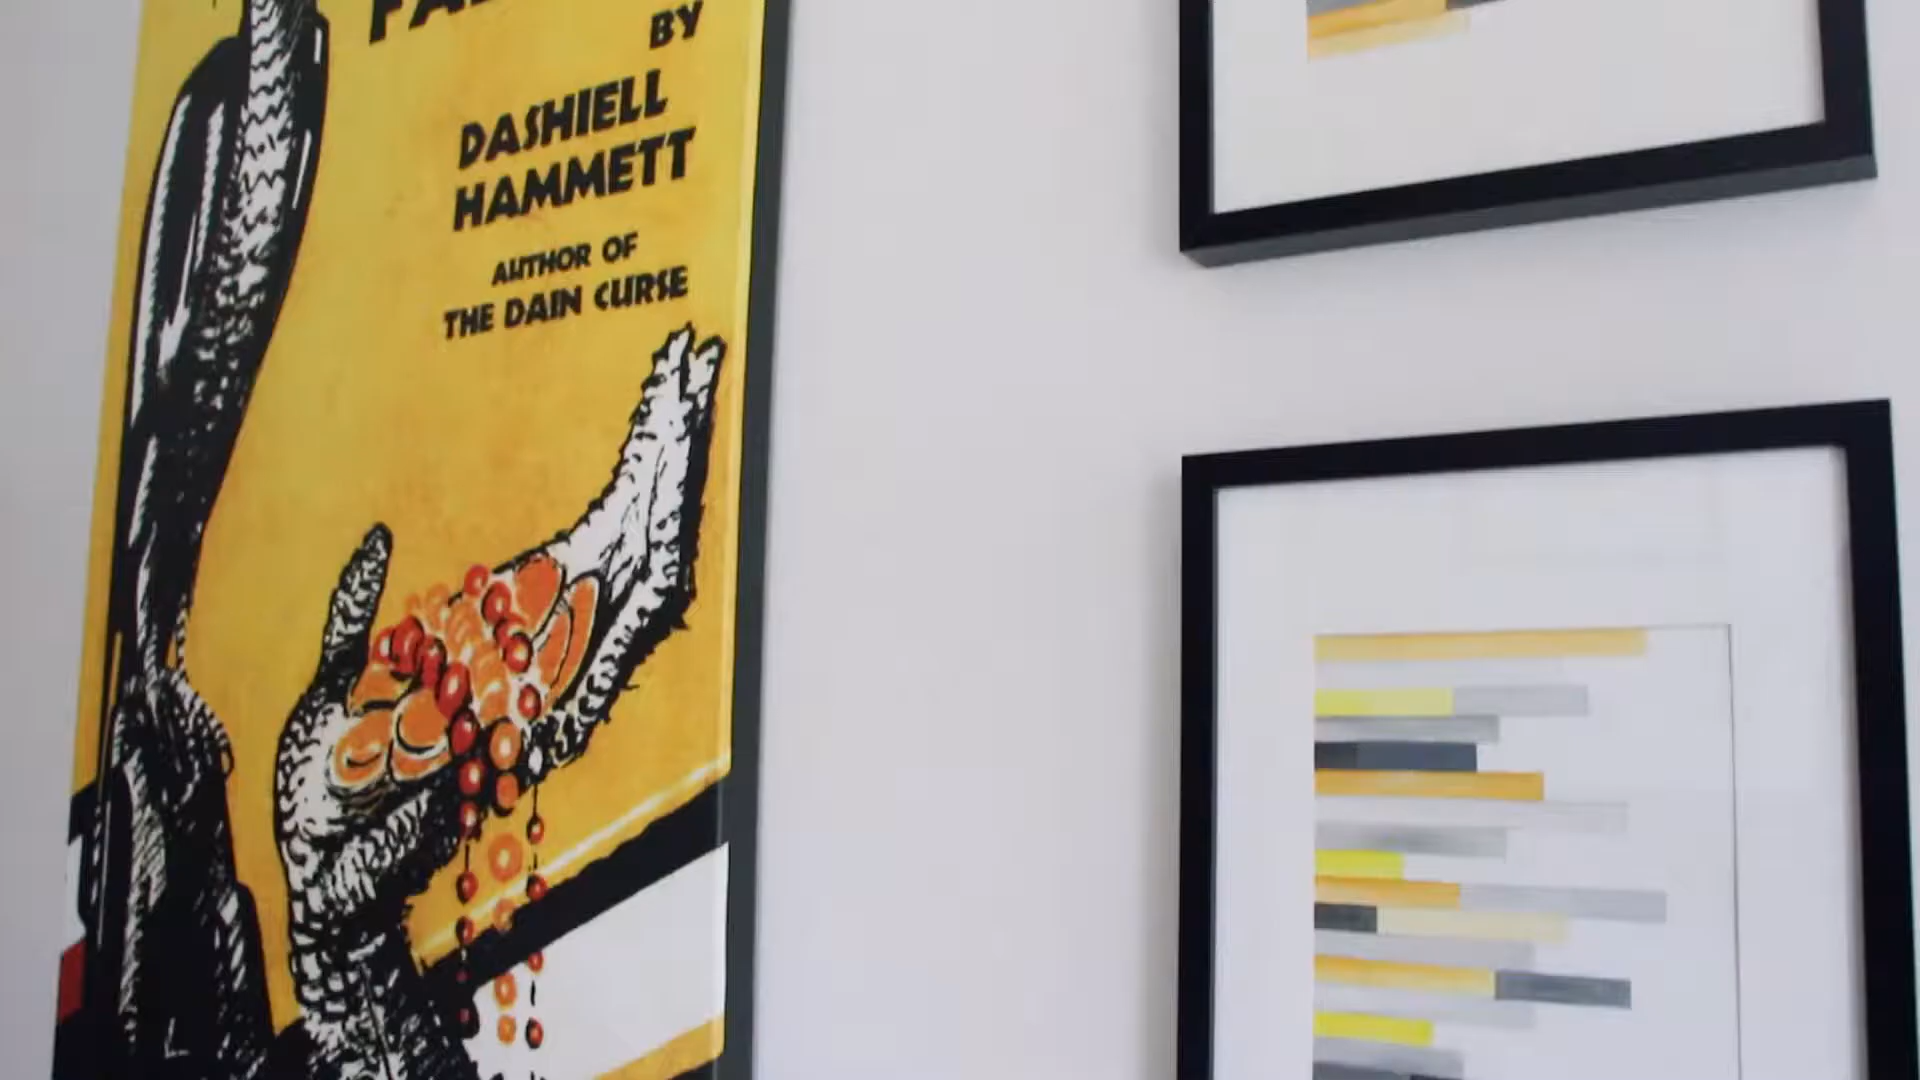 BY
DASHIELL
HAMMETT
AUTHOR OF
THE DAIN CURSE